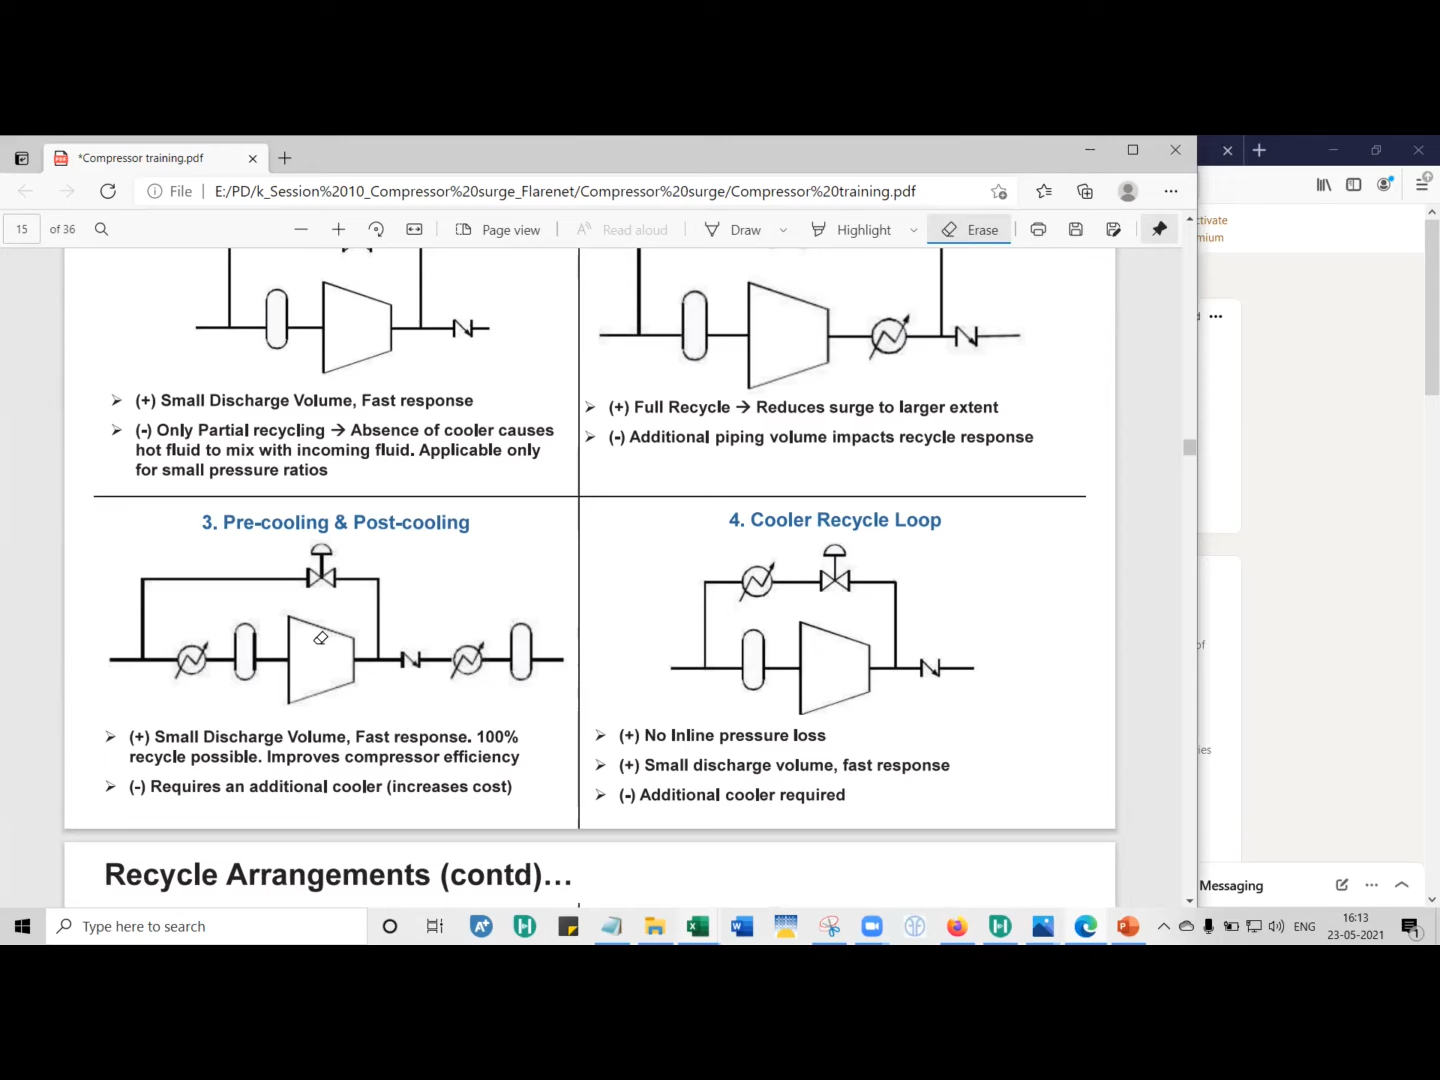 *Compressor training.pdf
File
E:/PD/k_Session%2010_Compressor%20surge_Flarenet/Compressor%20surge/Compressor%20training.pdf
15 of 36
Page view
Read aloud
Draw
Highlight
Erase
ctivate
mium
➢ (+) Small Discharge Volume, Fast response
➢ (-) Only Partial recycling → Absence of cooler causes
hot fluid to mix with incoming fluid. Applicable only
for small pressure ratios
➢ (+) Full Recycle → Reduces surge to larger extent
➢ (-) Additional piping volume impacts recycle response
3. Pre-cooling & Post-cooling
➢ (+) Small Discharge Volume, Fast response. 100%
recycle possible. Improves compressor efficiency
➢ (-) Requires an additional cooler (increases cost)
4. Cooler Recycle Loop
➢ (+) No Inline pressure loss
➢ (+) Small discharge volume, fast response
➢ (-) Additional cooler required
Recycle Arrangements (contd)...
of
ies
Messaging
Type here to search
ENG
16:13
23-05-2021
1